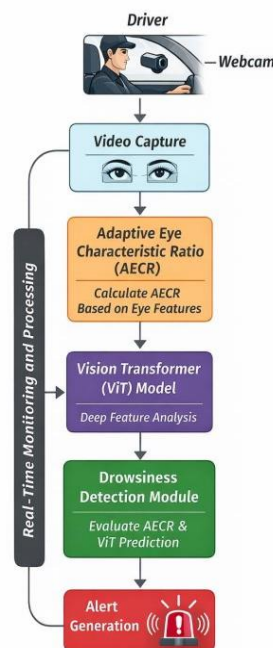 Driver
Webcam
Video Capture
Adaptive Eye
Characteristic Ratio
(AECR)
Calculate AECR
Based on Eye Features
Real-Time Monitoring and Processing
Vision Transformer
(ViT) Model
Deep Feature Analysis
Drowsiness
Detection Module
Evaluate AECR &
ViT Prediction
Alert
Generation